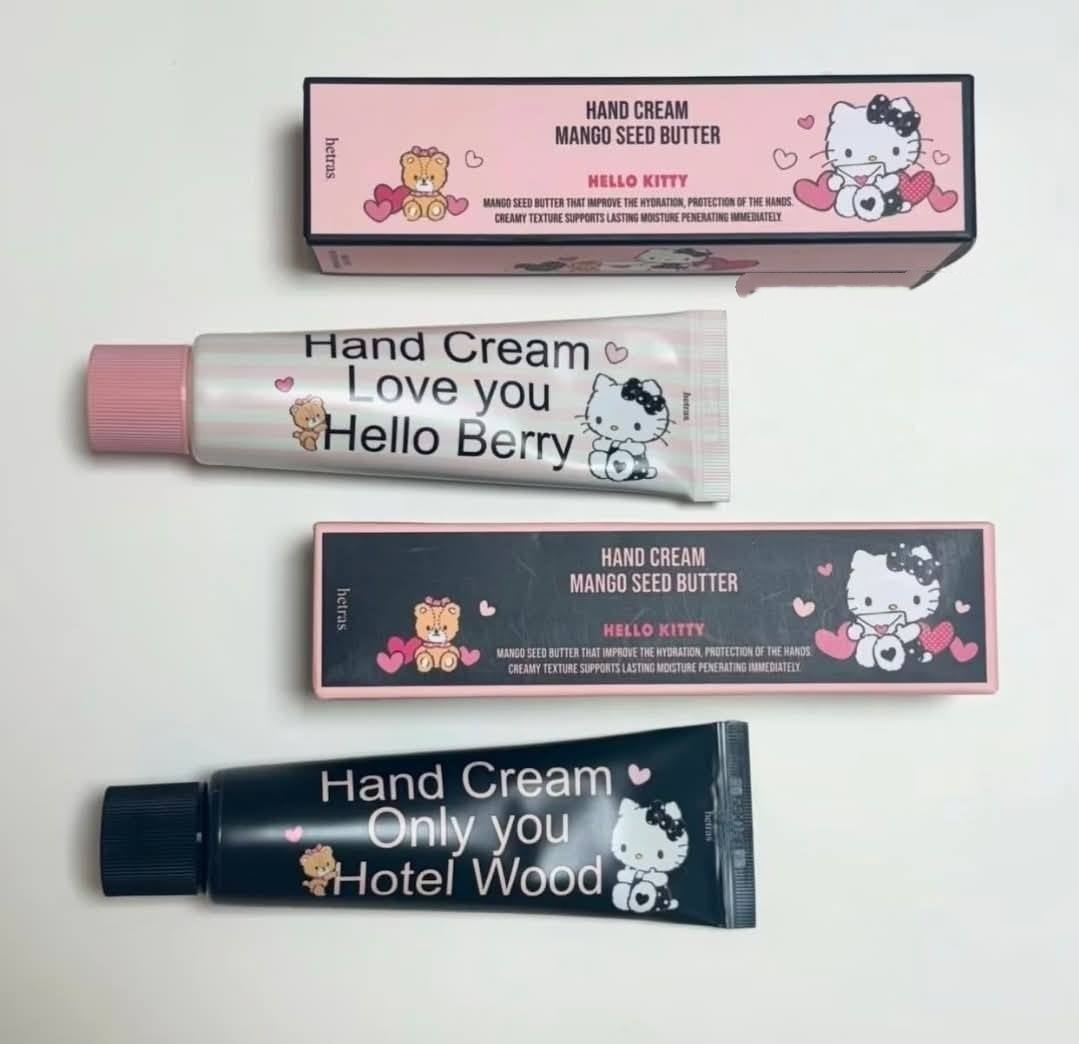 hetras
HAND CREAM
MANGO SEED BUTTER
HELLO KITTY
MANGO SEED BUTTER THAT IMPROVE THE HYDRATION, PROTECTION OF THE HANDS.
CREAMY TEXTURE SUPPORTS LASTING MOISTURE PENERATING IMMEDIATELY.
Hand Cream
Love you
Hello Berry
hetras
hetras
HAND CREAM
MANGO SEED BUTTER
HELLO KITTY
MANGO SEED BUTTER THAT IMPROVE THE HYDRATION, PROTECTION OF THE HANDS.
CREAMY TEXTURE SUPPORTS LASTING MOISTURE PENERATING IMMEDIATELY.
Hand Cream
Only you
Hotel Wood
hetras